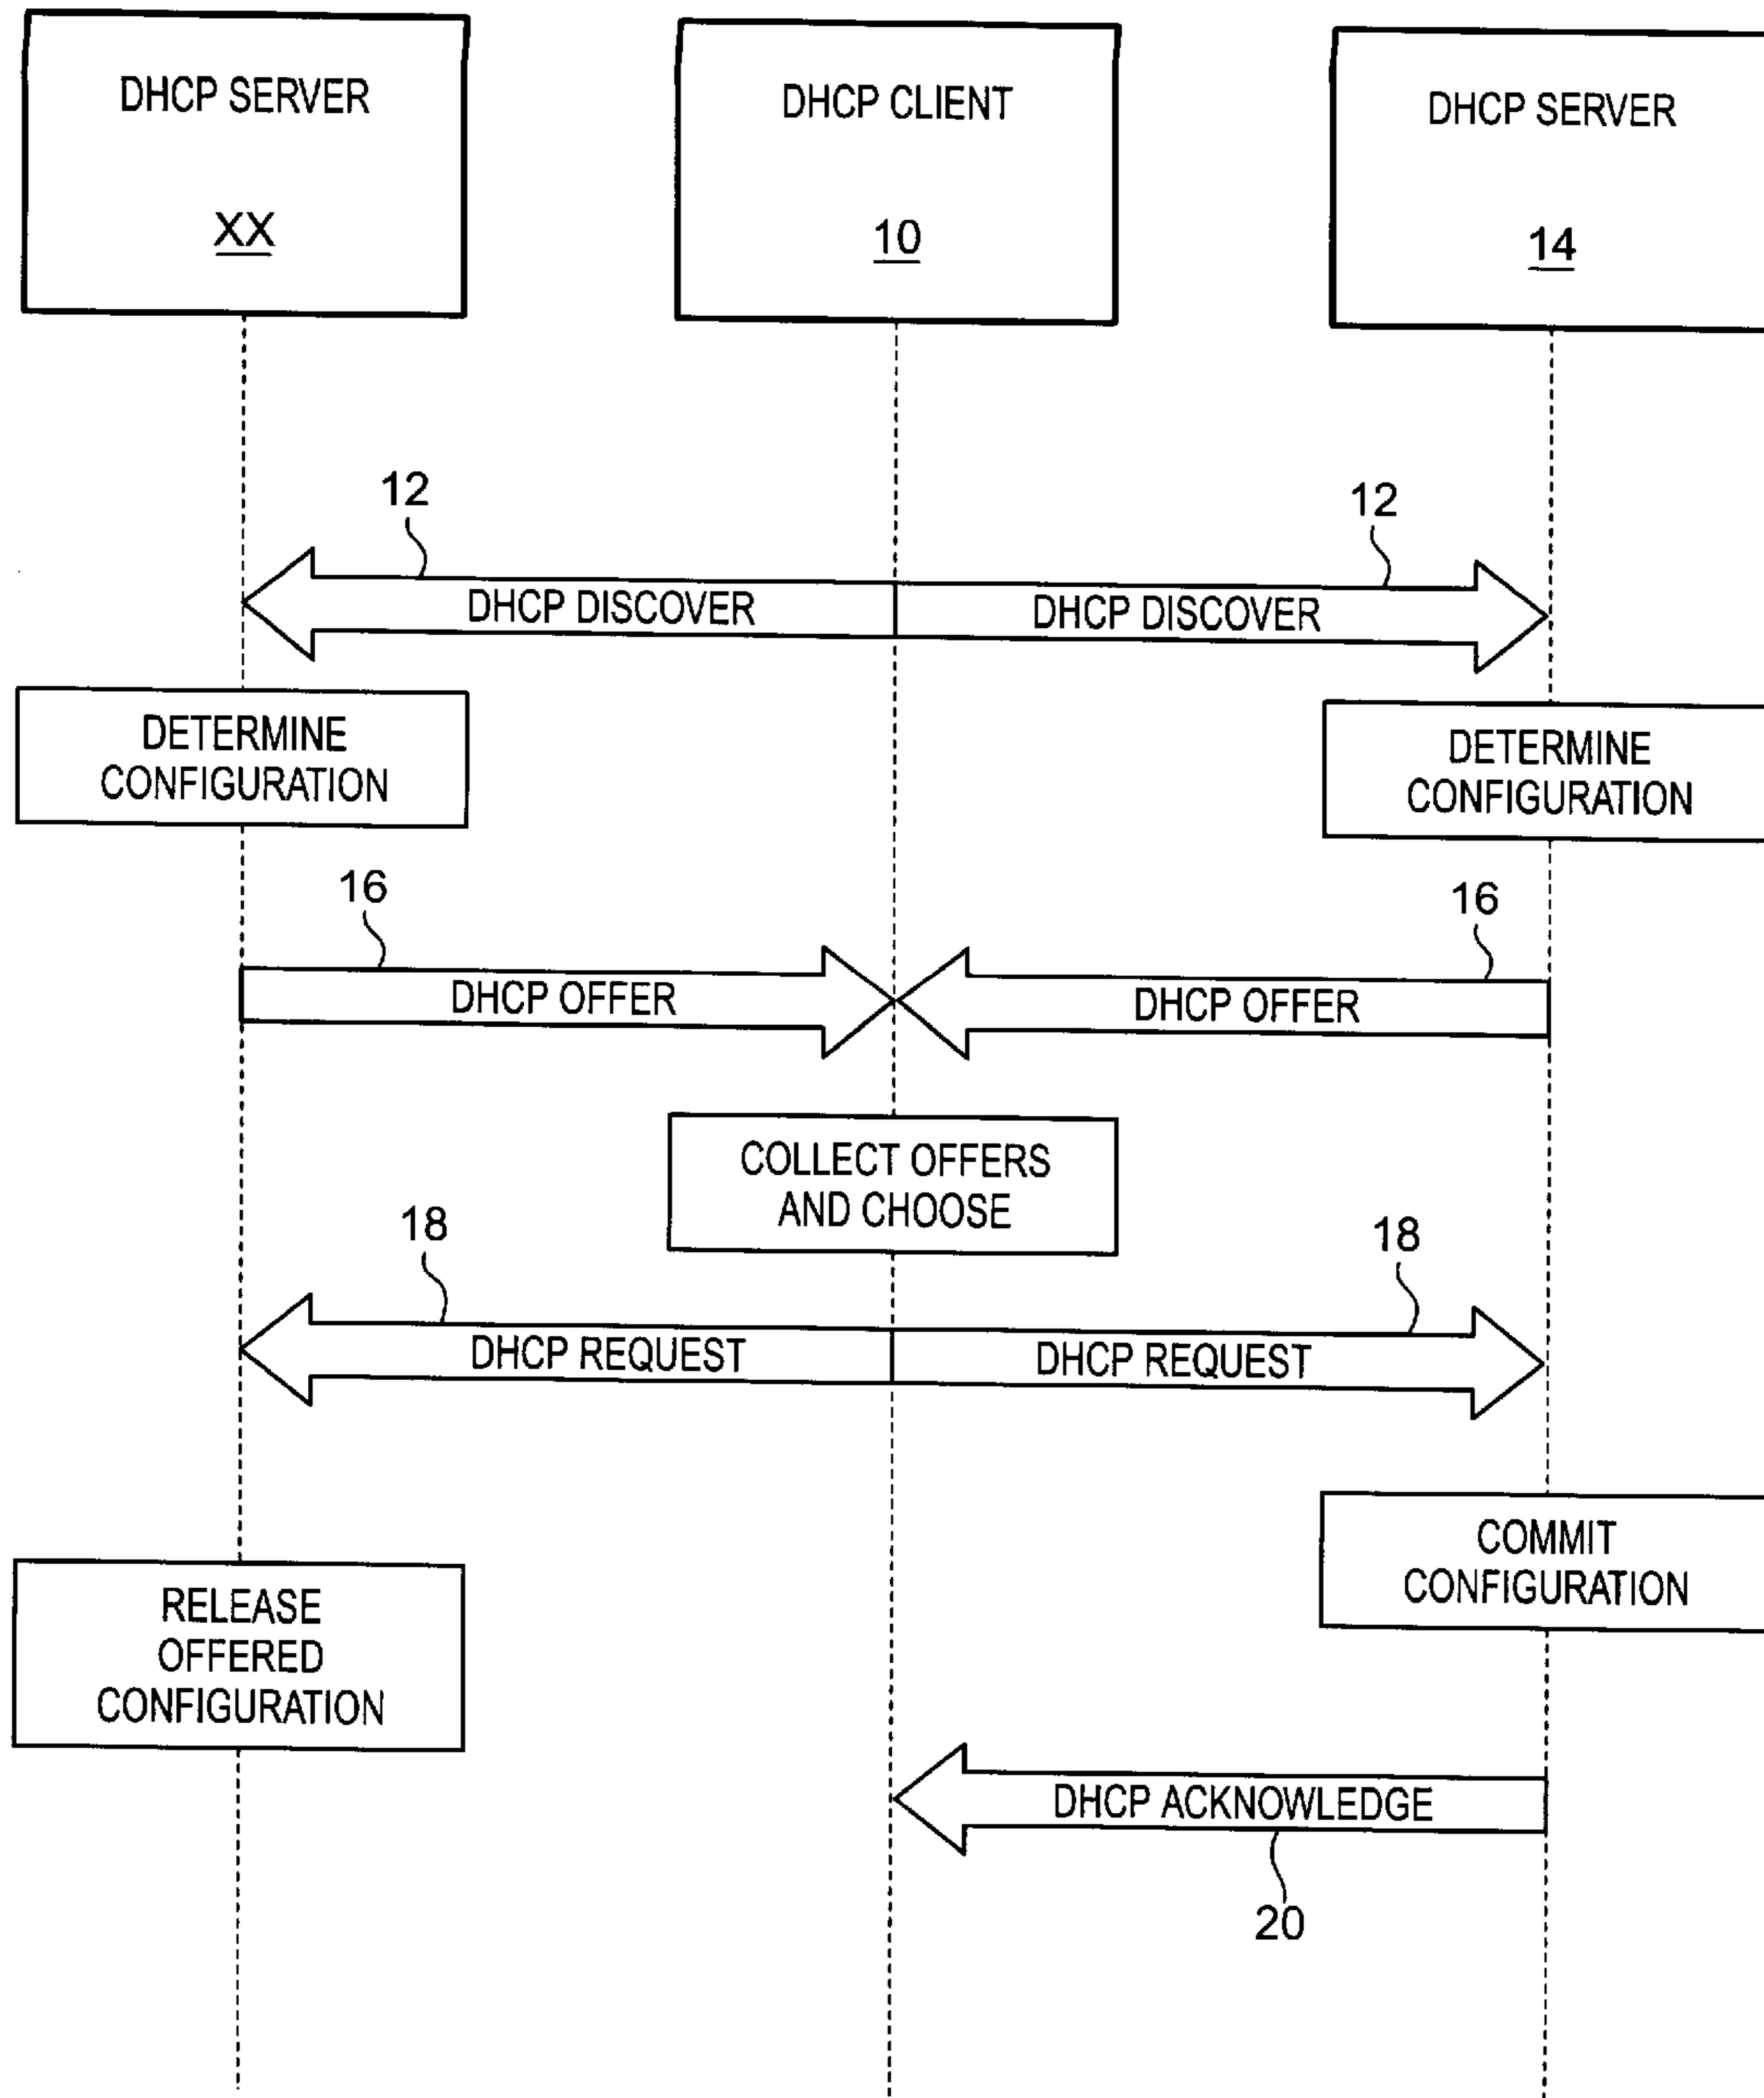 DHCP SERVER
XX
DHCP CLIENT
10
DHCP SERVER
14
12
12
DHCP DISCOVER
DHCP DISCOVER
DETERMINE
CONFIGURATION
DETERMINE
CONFIGURATION
16
16
DHCP OFFER
DHCP OFFER
COLLECT OFFERS
AND CHOOSE
18
18
DHCP REQUEST
DHCP REQUEST
COMMIT
CONFIGURATION
RELEASE
OFFERED
CONFIGURATION
DHCP ACKNOWLEDGE
20